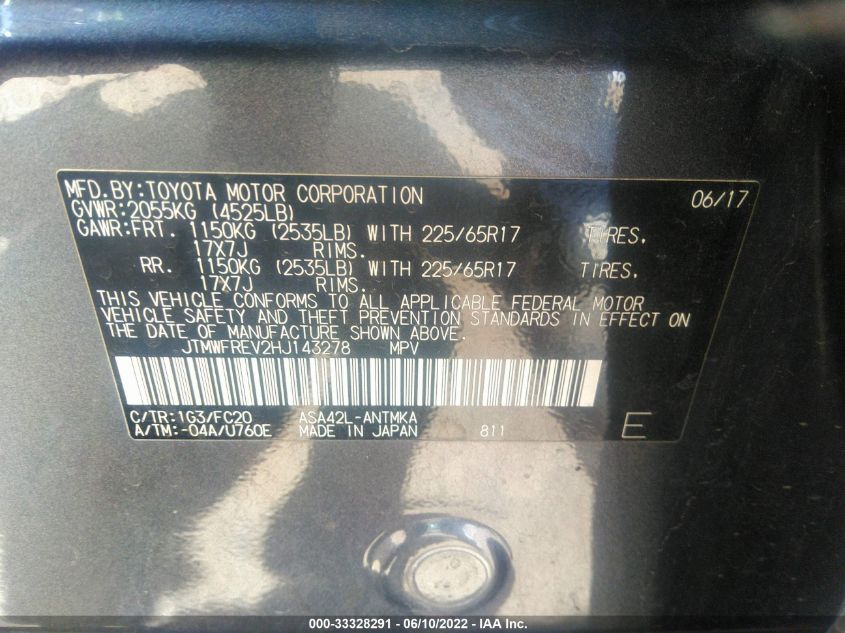 MFD.BY:TOYOTA MOTOR CORPORATION 06/17
GVWR:2055KG (4525LB)
GAWR:FRT. 1150KG (2535LB) WITH 225/65R17 TIRES.
17X7J RIMS.
RR. 1150KG (2535LB) WITH 225/65R17 TIRES.
17X7J RIMS.
THIS VEHICLE CONFORMS TO ALL APPLICABLE FEDERAL MOTOR
VEHICLE SAFETY AND THEFT PREVENTION STANDARDS IN EFFECT ON
THE DATE OF MANUFACTURE SHOWN ABOVE.
JTMWFREV2HJ143278 MPV
C/TR:1G3/FC20 ASA42L-ANTMKA
A/TM:-04A/U760E MADE IN JAPAN 811 E
000-33328291 - 06/10/2022 - IAA Inc.